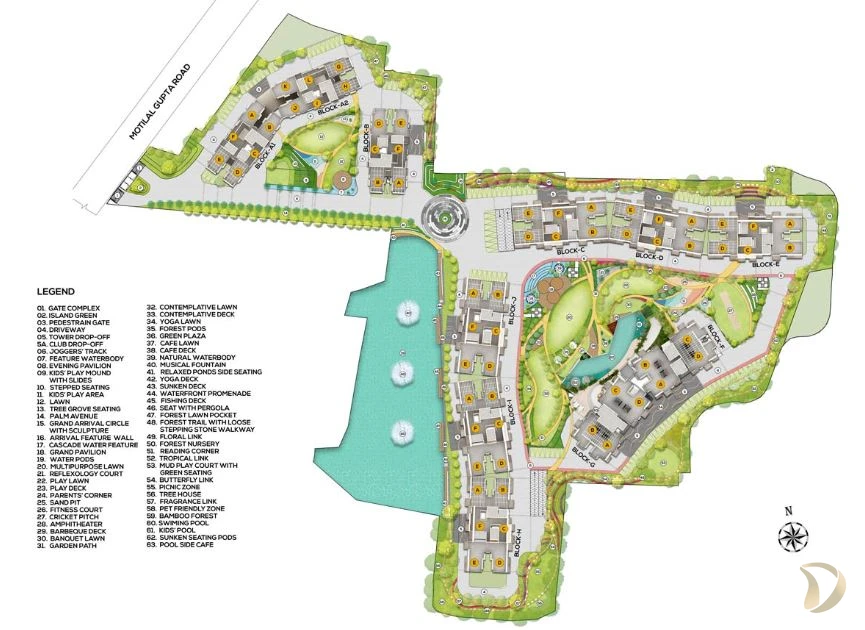 MOTILAL GUPTA ROAD
BLOCK-A1
BLOCK-A2
BLOCK-B
BLOCK-C
BLOCK-D
BLOCK-E
BLOCK-F
BLOCK-G
BLOCK-H
BLOCK-I
BLOCK-J
N
LEGEND
01. GATE COMPLEX
02. ISLAND GREEN
03. PEDESTRAIN GATE
04. DRIVEWAY
05. TOWER DROP-OFF
5A. CLUB DROP-OFF
06. JOGGERS' TRACK
07. FEATURE WATERBODY
08. EVENING PAVILION
09. KIDS' PLAY MOUND
WITH SLIDES
10. STEPPED SEATING
11. KIDS' PLAY AREA
12. LAWN
13. TREE GROVE SEATING
14. PALM AVENUE
15. GRAND ARRIVAL CIRCLE
WITH SCULPTURE
16. ARRIVAL FEATURE WALL
17. CASCADE WATER FEATURE
18. GRAND PAVILION
19. WATER PODS
20. MULTIPURPOSE LAWN
21. REFLEXOLOGY COURT
22. PLAY LAWN
23. PLAY DECK
24. PARENTS' CORNER
25. SAND PIT
26. FITNESS COURT
27. CRICKET PITCH
28. AMPHITHEATER
29. BARBEQUE DECK
30. BANQUET LAWN
31. GARDEN PATH
32. CONTEMPLATIVE LAWN
33. CONTEMPLATIVE DECK
34. YOGA LAWN
35. FOREST PODS
36. GREEN PLAZA
37. CAFE LAWN
38. CAFE DECK
39. NATURAL WATERBODY
40. MUSICAL FOUNTAIN
41. RELAXED PONDS SIDE SEATING
42. YOGA DECK
43. SUNKEN DECK
44. WATERFRONT PROMENADE
45. FISHING DECK
46. SEAT WITH PERGOLA
47. FOREST LAWN POCKET
48. FOREST TRAIL WITH LOOSE
STEPPING STONE WALKWAY
49. FLORAL LINK
50. FOREST NURSERY
51. READING CORNER
52. TROPICAL LINK
53. MUD PLAY COURT WITH
GREEN SEATING
54. BUTTERFLY LINK
55. PICNIC ZONE
56. TREE HOUSE
57. FRAGRANCE LINK
58. PET FRIENDLY ZONE
59. BAMBOO FOREST
60. SWIMING POOL
61. KIDS' POOL
62. SUNKEN SEATING PODS
63. POOL SIDE CAFE